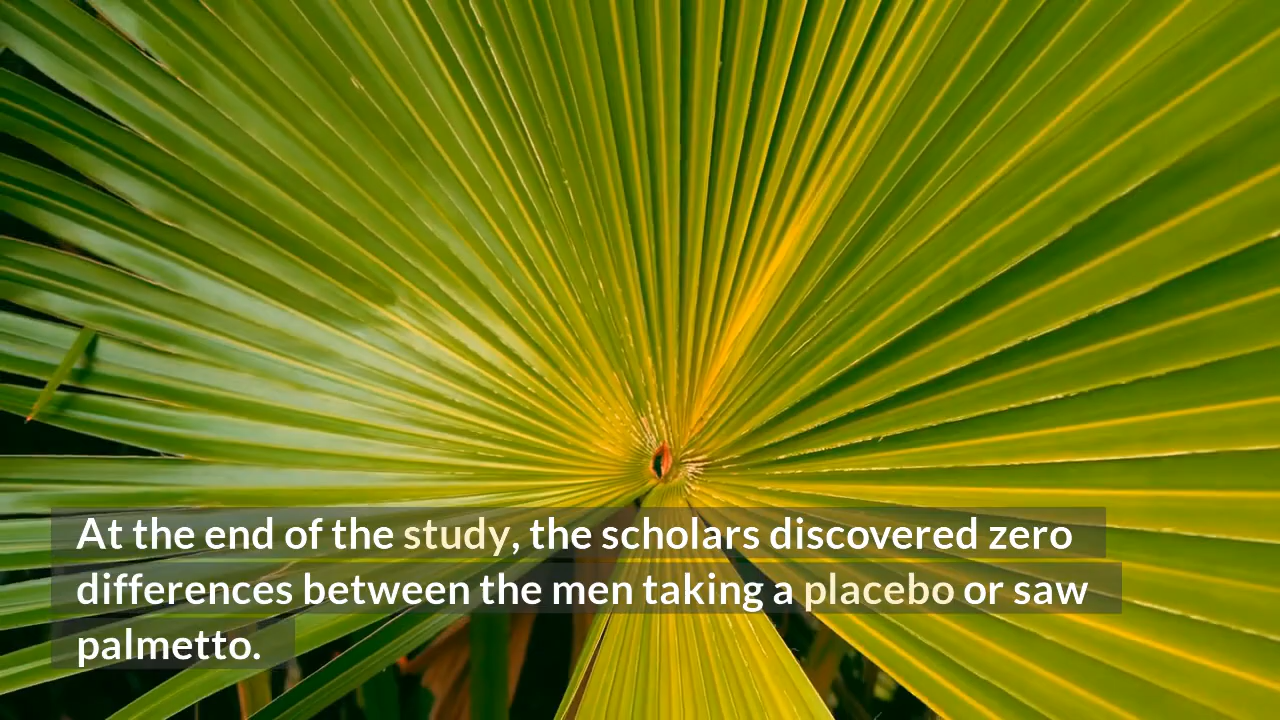 At the end of the study, the scholars discovered zero
differences between the men taking a placebo or saw
palmetto.